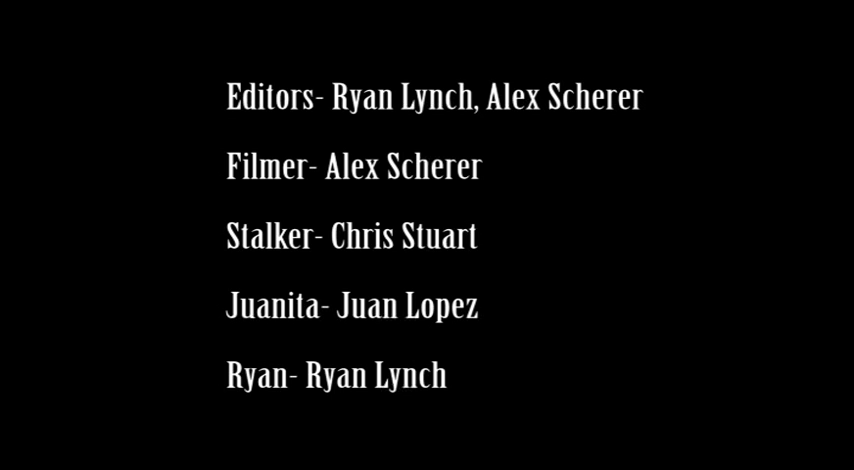 Editors- Ryan Lynch, Alex Scherer
Filmer- Alex Scherer
Stalker- Chris Stuart
Juanita- Juan Lopez
Ryan- Ryan Lynch